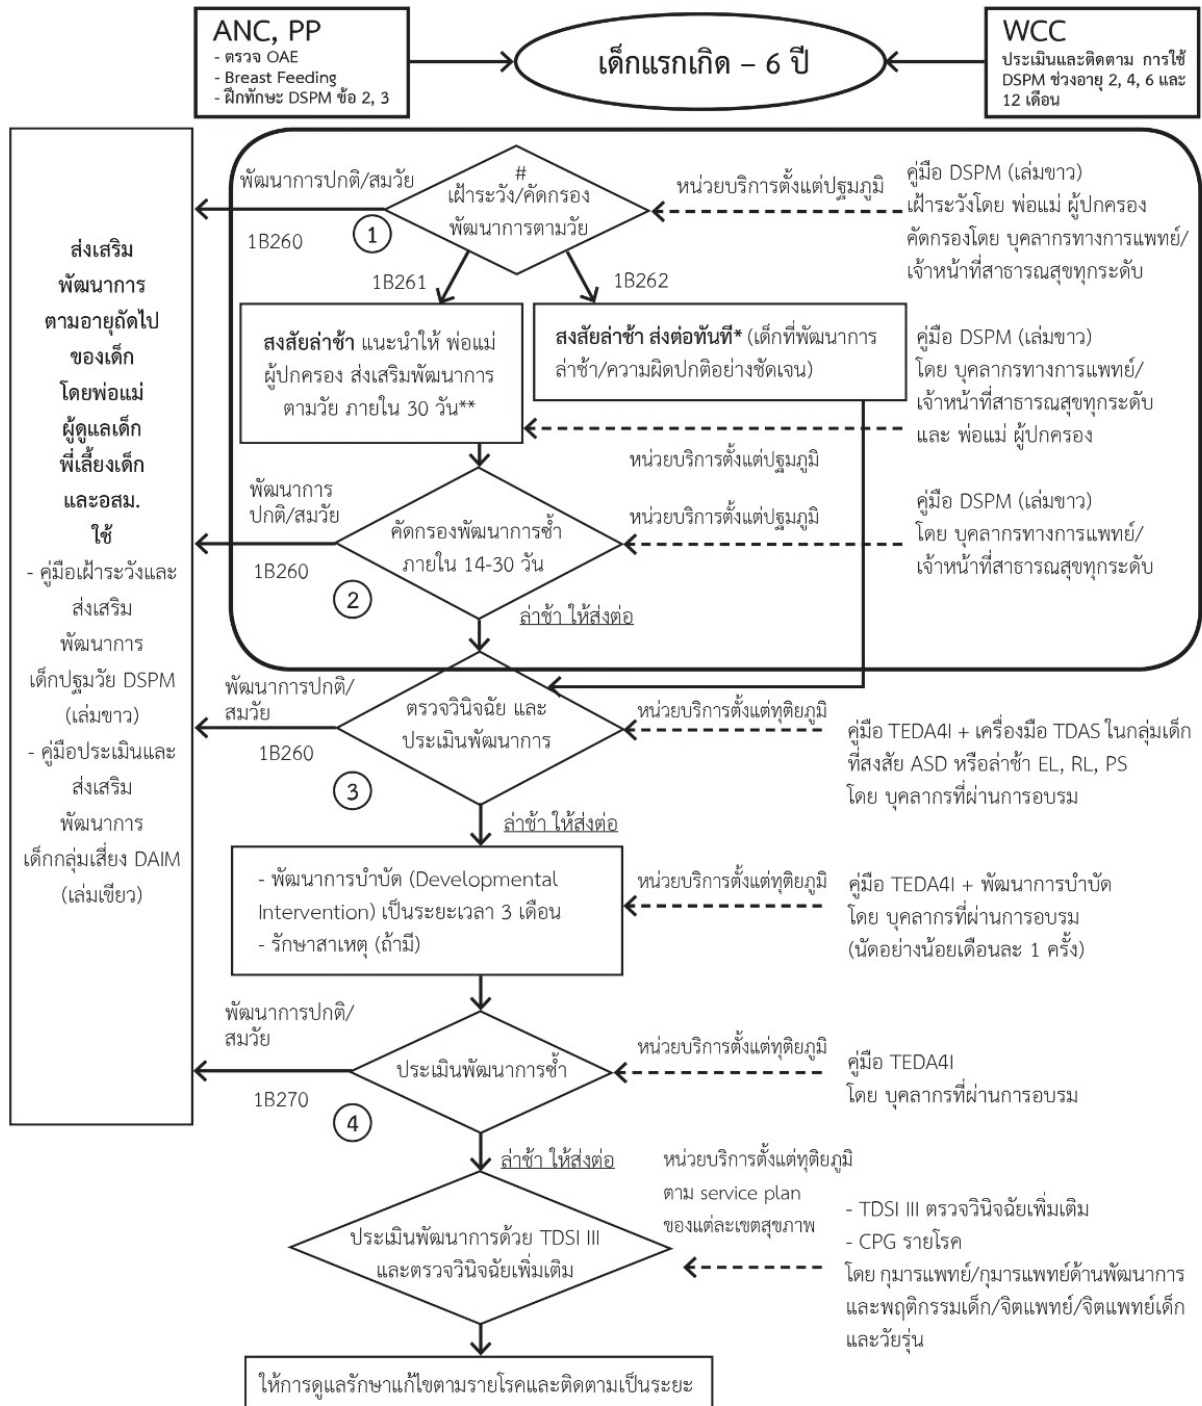 ANC, PP
- ตรวจ OAE
- Breast Feeding
- ฝึกทักษะ DSPM ข้อ 2, 3
เด็กแรกเกิด – 6 ปี
WCC
ประเมินและติดตาม การใช้
DSPM ช่วงอายุ 2, 4, 6 และ
12 เดือน
ส่งเสริม
พัฒนาการ
ตามอายุถัดไป
ของเด็ก
โดยพ่อแม่
ผู้ดูแลเด็ก
พี่เลี้ยงเด็ก
และอสม.
ใช้
- คู่มือเฝ้าระวังและ
ส่งเสริม
พัฒนาการ
เด็กปฐมวัย DSPM
(เล่มขาว)
- คู่มือประเมินและ
ส่งเสริม
พัฒนาการ
เด็กกลุ่มเสี่ยง DAIM
(เล่มเขียว)
พัฒนาการปกติ/สมวัย
1B260
1
#
เฝ้าระวัง/คัดกรอง
พัฒนาการตามวัย
หน่วยบริการตั้งแต่ปฐมภูมิ
คู่มือ DSPM (เล่มขาว)
เฝ้าระวังโดย พ่อแม่ ผู้ปกครอง
คัดกรองโดย บุคลากรทางการแพทย์/
เจ้าหน้าที่สาธารณสุขทุกระดับ
1B261
1B262
สงสัยล่าช้า แนะนำให้ พ่อแม่
ผู้ปกครอง ส่งเสริมพัฒนาการ
ตามวัย ภายใน 30 วัน**
สงสัยล่าช้า ส่งต่อทันที* (เด็กที่พัฒนาการ
ล่าช้า/ความผิดปกติอย่างชัดเจน)
คู่มือ DSPM (เล่มขาว)
โดย บุคลากรทางการแพทย์/
เจ้าหน้าที่สาธารณสุขทุกระดับ
และ พ่อแม่ ผู้ปกครอง
หน่วยบริการตั้งแต่ปฐมภูมิ
พัฒนาการ
ปกติ/สมวัย
1B260
2
คัดกรองพัฒนาการซ้ำ
ภายใน 14-30 วัน
หน่วยบริการตั้งแต่ปฐมภูมิ
คู่มือ DSPM (เล่มขาว)
โดย บุคลากรทางการแพทย์/
เจ้าหน้าที่สาธารณสุขทุกระดับ
ล่าช้า ให้ส่งต่อ
พัฒนาการปกติ/
สมวัย
1B260
3
ตรวจวินิจฉัย และ
ประเมินพัฒนาการ
หน่วยบริการตั้งแต่ทุติยภูมิ
คู่มือ TEDA4I + เครื่องมือ TDAS ในกลุ่มเด็ก
ที่สงสัย ASD หรือล่าช้า EL, RL, PS
โดย บุคลากรที่ผ่านการอบรม
ล่าช้า ให้ส่งต่อ
- พัฒนาการบำบัด (Developmental
Intervention) เป็นระยะเวลา 3 เดือน
- รักษาสาเหตุ (ถ้ามี)
หน่วยบริการตั้งแต่ทุติยภูมิ
คู่มือ TEDA4I + พัฒนาการบำบัด
โดย บุคลากรที่ผ่านการอบรม
(นัดอย่างน้อยเดือนละ 1 ครั้ง)
พัฒนาการปกติ/
สมวัย
1B270
4
ประเมินพัฒนาการซ้ำ
หน่วยบริการตั้งแต่ทุติยภูมิ
คู่มือ TEDA4I
โดย บุคลากรที่ผ่านการอบรม
ล่าช้า ให้ส่งต่อ
หน่วยบริการตั้งแต่ทุติยภูมิ
ตาม service plan
ของแต่ละเขตสุขภาพ
ประเมินพัฒนาการด้วย TDSI III
และตรวจวินิจฉัยเพิ่มเติม
- TDSI III ตรวจวินิจฉัยเพิ่มเติม
- CPG รายโรค
โดย กุมารแพทย์/กุมารแพทย์ด้านพัฒนาการ
และพฤติกรรมเด็ก/จิตแพทย์/จิตแพทย์เด็ก
และวัยรุ่น
ให้การดูแลรักษาแก้ไขตามรายโรคและติดตามเป็นระยะ